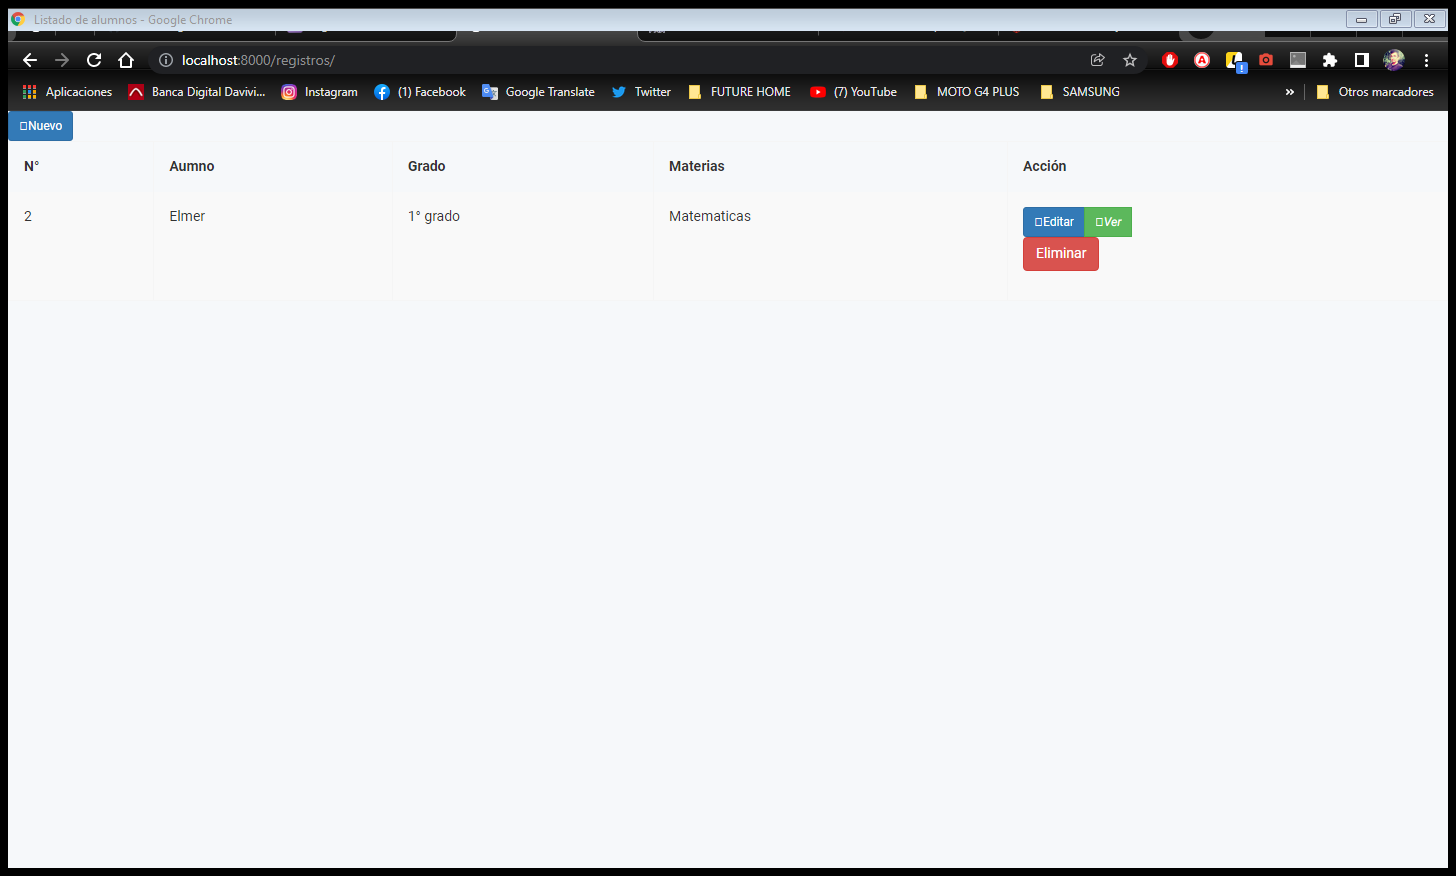 Listado de alumnos - Google Chrome
localhost:8000/registros/
Aplicaciones Banca Digital Davivi... Instagram (1) Facebook Google Translate Twitter FUTURE HOME (7) YouTube MOTO G4 PLUS SAMSUNG » Otros marcadores
Nuevo
N° Aumno Grado Materias Acción
2 Elmer 1° grado Matematicas Editar Ver
Eliminar